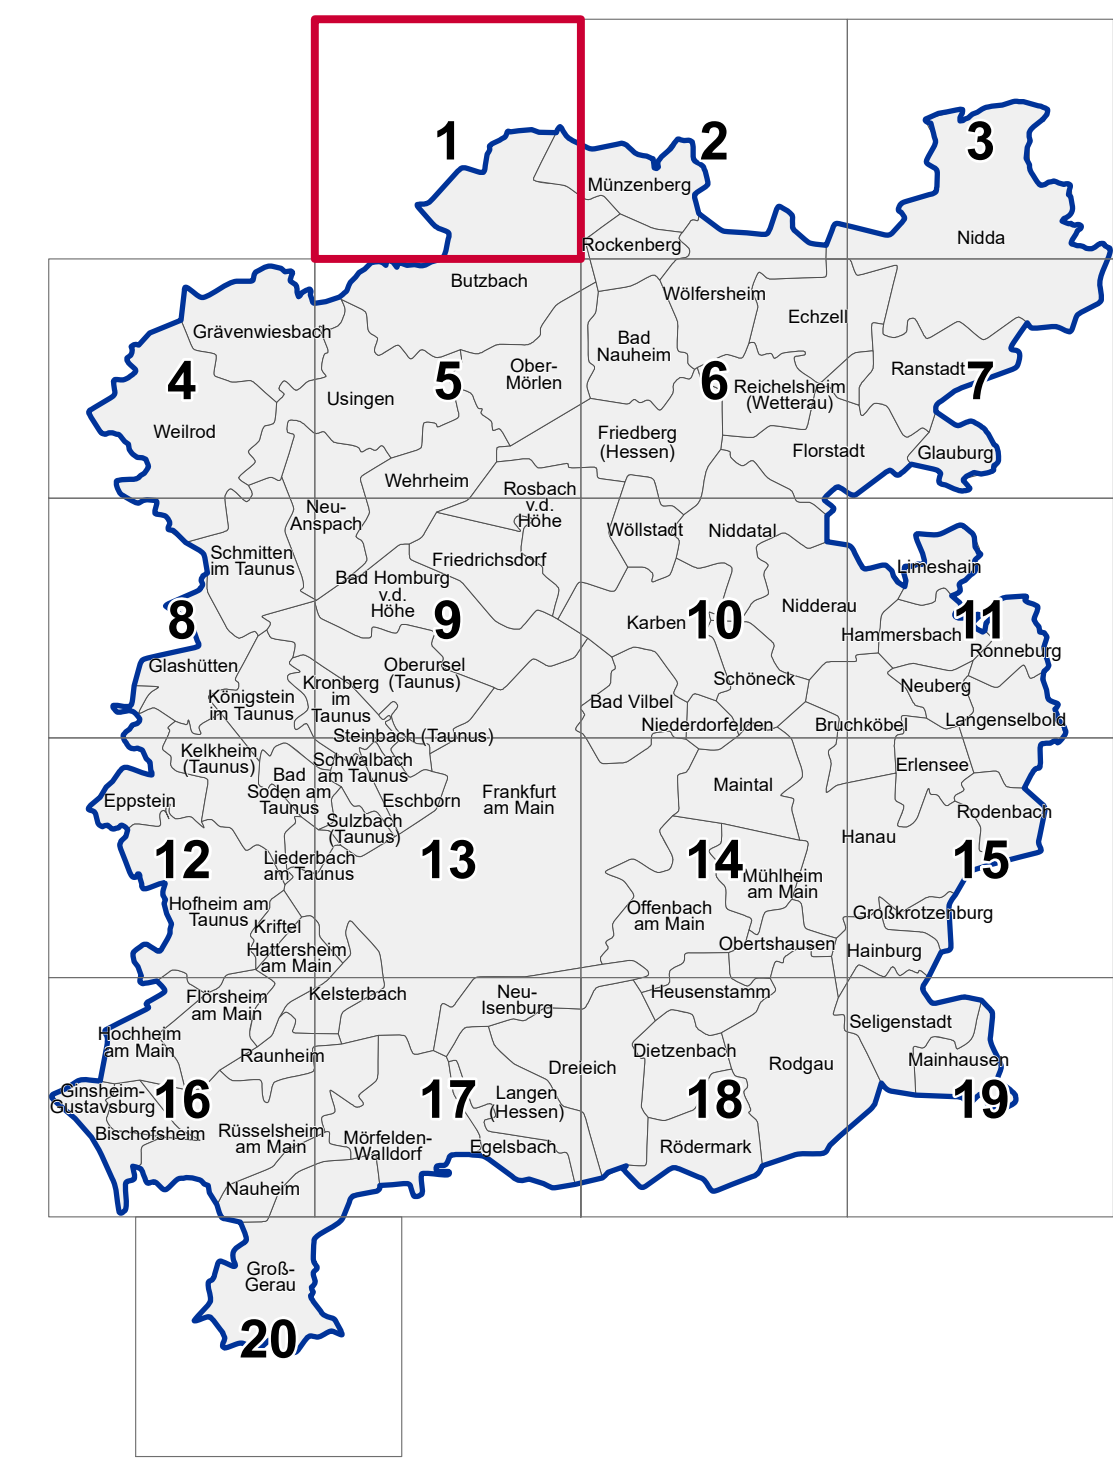 1
2
3
Münzenberg
Rockenberg
Nidda
Butzbach
Wölfersheim
Echzell
Grävenwiesbach
Bad
Nauheim
Ober-
Mörlen
Ranstadt
4
5
6
7
Usingen
Reichelsheim
(Wetterau)
Weilrod
Friedberg
(Hessen)
Florstadt
Glauburg
Wehrheim
Rosbach
v.d.
Höhe
Neu-
Anspach
Wöllstadt
Niddatal
Schmitten
im Taunus
Friedrichsdorf
Limeshain
Bad Homburg
v.d.
Höhe
8
9
10
11
Karben
Nidderau
Hammersbach
Ronneburg
Glashütten
Oberursel
(Taunus)
Schöneck
Neuberg
Königstein
im Taunus
Kronberg
im
Taunus
Bad Vilbel
Niederdorfelden
Bruchköbel
Langenselbold
Steinbach (Taunus)
Kelkheim
(Taunus)
Schwalbach
am Taunus
Erlensee
Bad
Soden am
Taunus
Eppstein
Eschborn
Frankfurt
am Main
Maintal
Rodenbach
Sulzbach
(Taunus)
Hanau
12
13
14
15
Liederbach
am Taunus
Mühlheim
am Main
Hofheim am
Taunus
Offenbach
am Main
Großkrotzenburg
Kriftel
Hattersheim
am Main
Obertshausen
Hainburg
Flörsheim
am Main
Kelsterbach
Neu-
Isenburg
Heusenstamm
Seligenstadt
Hochheim
am Main
Raunheim
Dreieich
Dietzenbach
Rodgau
Mainhausen
Ginsheim-
Gustavsburg
16
17
18
19
Langen
(Hessen)
Bischofsheim
Rüsselsheim
am Main
Mörfelden-
Walldorf
Egelsbach
Rödermark
Nauheim
Groß-
Gerau
20